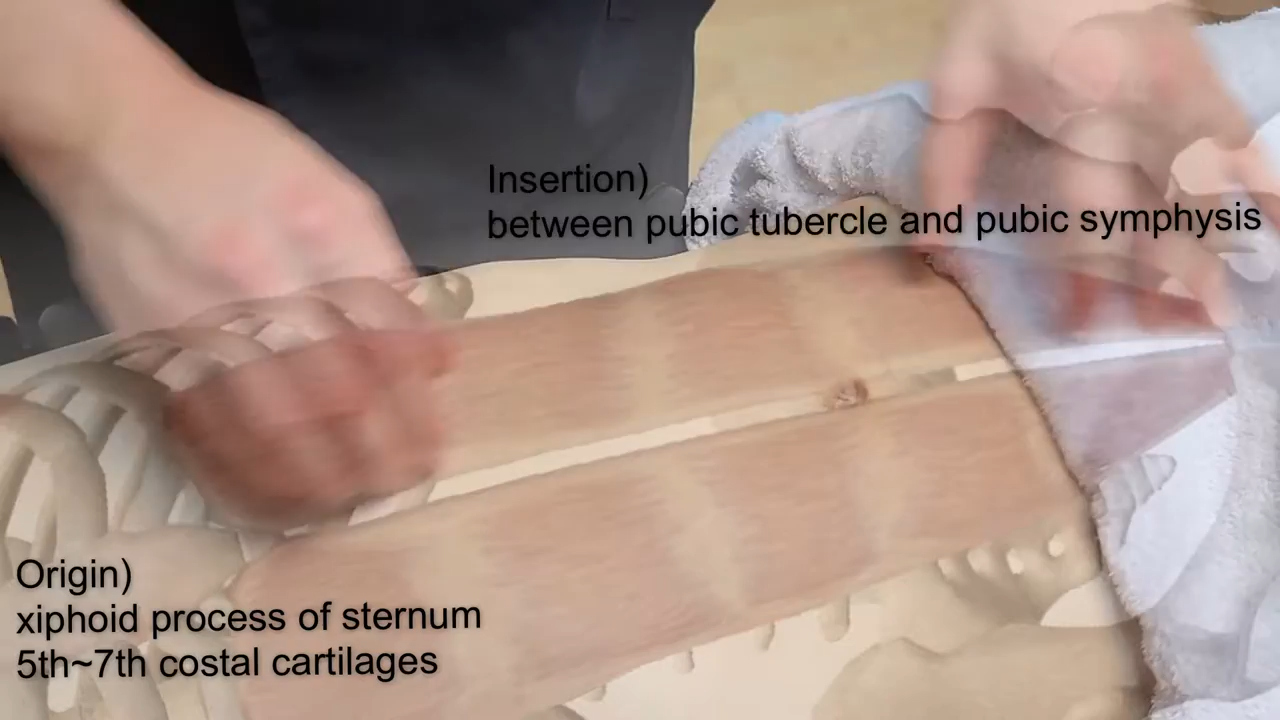 Insertion)
between pubic tubercle and pubic symphysis
Origin)
xiphoid process of sternum
5th~7th costal cartilages